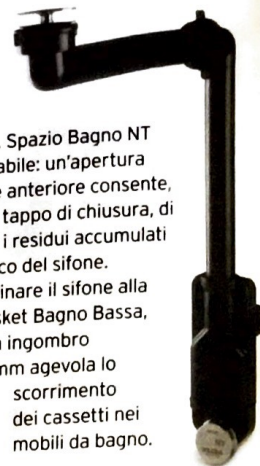 Spazio Bagno NT
abile: un'apertura
e anteriore consente,
tappo di chiusura, di
i residui accumulati
co del sifone.
inare il sifone alla
sket Bagno Bassa,
ingombro
mm agevola lo
scorrimento
dei cassetti nei
mobili da bagno.